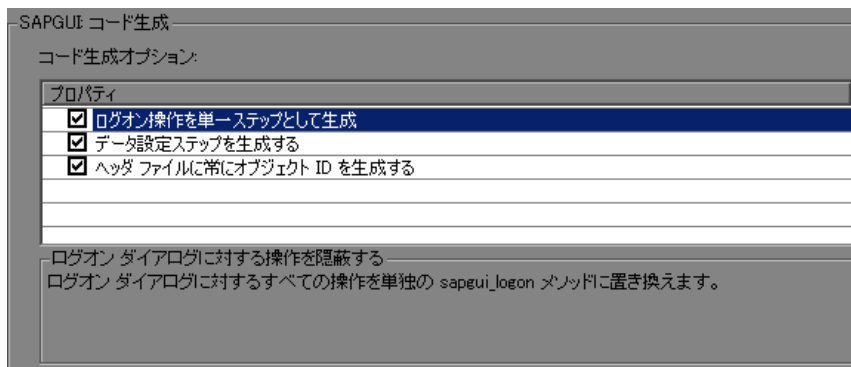 SAPGUI: コード生成
コード生成オプション:
プロパティ
ログオン操作を単一ステップとして生成
データ設定ステップを生成する
ヘッダ ファイルに常にオブジェクト ID を生成する
ログオン ダイアログに対する操作を隠蔽する
ログオン ダイアログに対するすべての操作を単独の sapgui_logon メソッドに置き換えます。